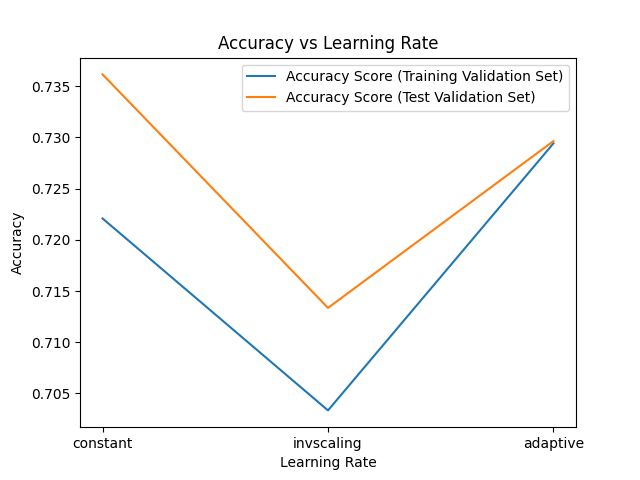 Accuracy vs Learning Rate
Accuracy Score (Training Validation Set)
Accuracy Score (Test Validation Set)
0.735
0.730
0.725
0.720
0.715
0.710
0.705
Accuracy
constant
invscaling
adaptive
Learning Rate